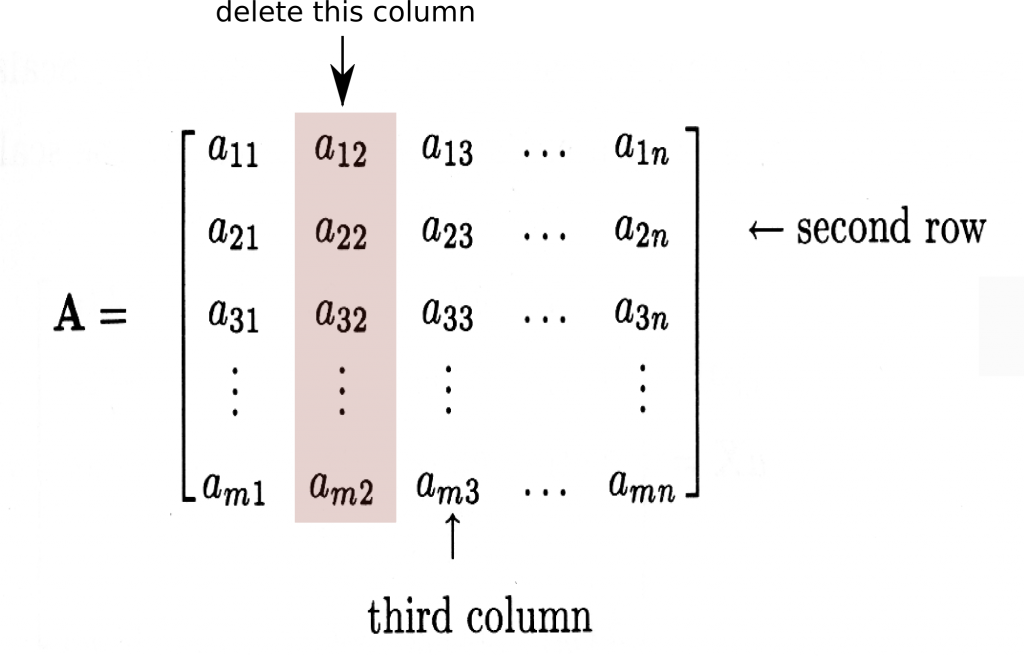 delete this column
a11 a12 a13 ... a1n
a21 a22 a23 ... a2n ← second row
A = a31 a32 a33 ... a3n
⋮ ⋮ ⋮ ⋮
am1 am2 am3 ... amn
third column